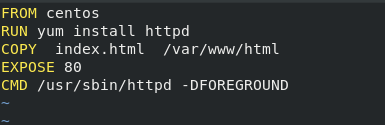 FROM centos
RUN yum install httpd
COPY  index.html  /var/www/html
EXPOSE 80
CMD /usr/sbin/httpd -DFOREGROUND
~
~